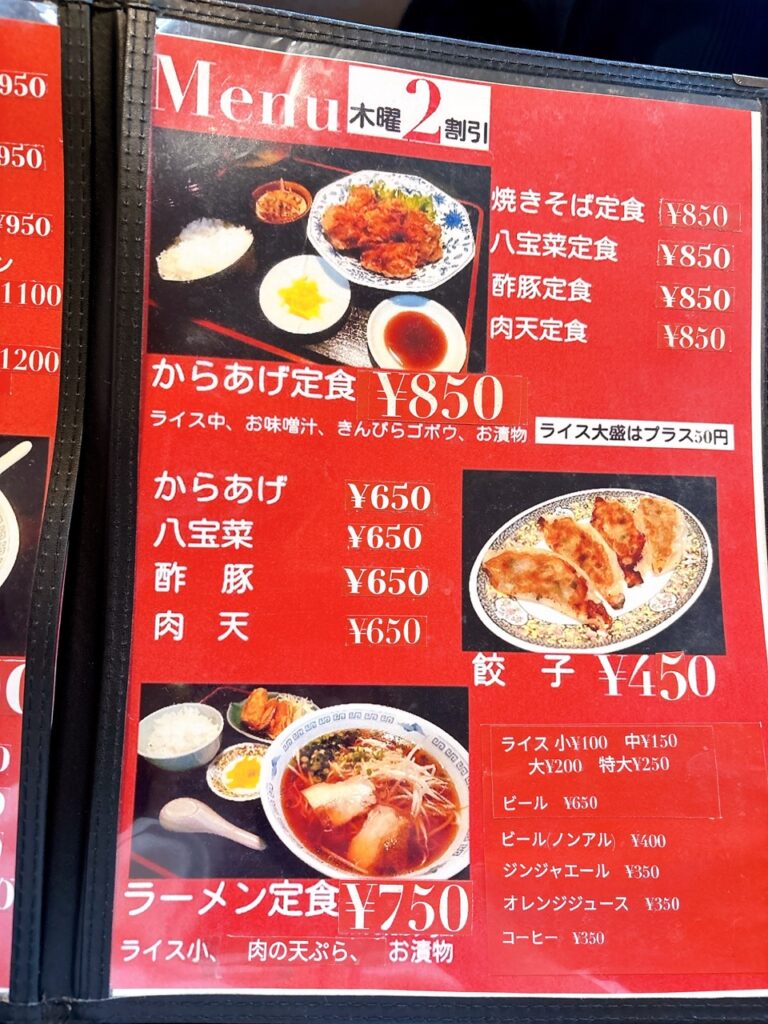 ¥950
¥950
¥950
ン
1100
1200
Menu 木曜2割引
焼きそば定食 ¥850
八宝菜定食 ¥850
酢豚定食 ¥850
肉天定食 ¥850
からあげ定食 ¥850
ライス中、お味噌汁、きんぴらゴボウ、お漬物 ライス大盛はプラス50円
からあげ ¥650
八宝菜 ¥650
酢 豚 ¥650
肉 天 ¥650
餃 子 ¥450
ラーメン定食 ¥750
ライス小、 肉の天ぷら、 お漬物
ライス 小¥100 中¥150
大¥200 特大¥250
ビール ¥650
ビール(ノンアル) ¥400
ジンジャエール ¥350
オレンジジュース ¥350
コーヒー ¥350